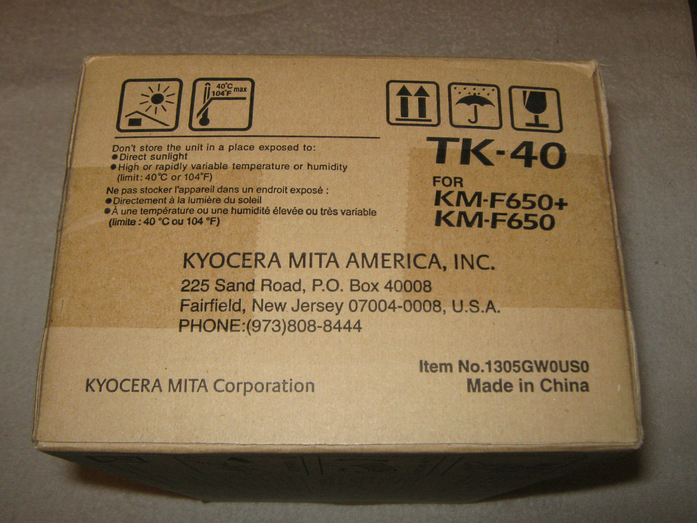 40°C max
104°F
Don't store the unit in a place exposed to:
● Direct sunlight
● High or rapidly variable temperature or humidity
(limit: 40°C or 104°F)
Ne pas stocker l'appareil dans un endroit exposé :
● Directement à la lumière du soleil
● À une température ou une humidité élevée ou très variable
(limite : 40 °C ou 104 °F)
TK-40
FOR
KM-F650+
KM-F650
KYOCERA MITA AMERICA, INC.
225 Sand Road, P.O. Box 40008
Fairfield, New Jersey 07004-0008, U.S.A.
PHONE:(973)808-8444
Item No.1305GW0US0
KYOCERA MITA Corporation
Made in China